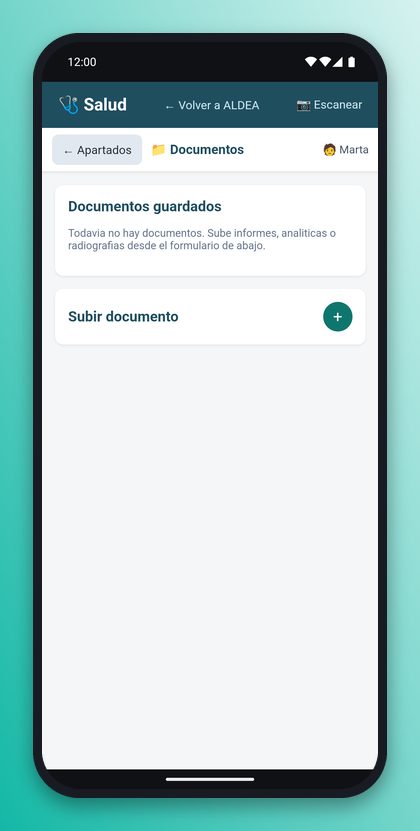 12:00
🩺 Salud ← Volver a ALDEA 📷 Escanear
← Apartados 📁 Documentos 🧑 Marta
Documentos guardados
Todavia no hay documentos. Sube informes, analiticas o
radiografias desde el formulario de abajo.
Subir documento +